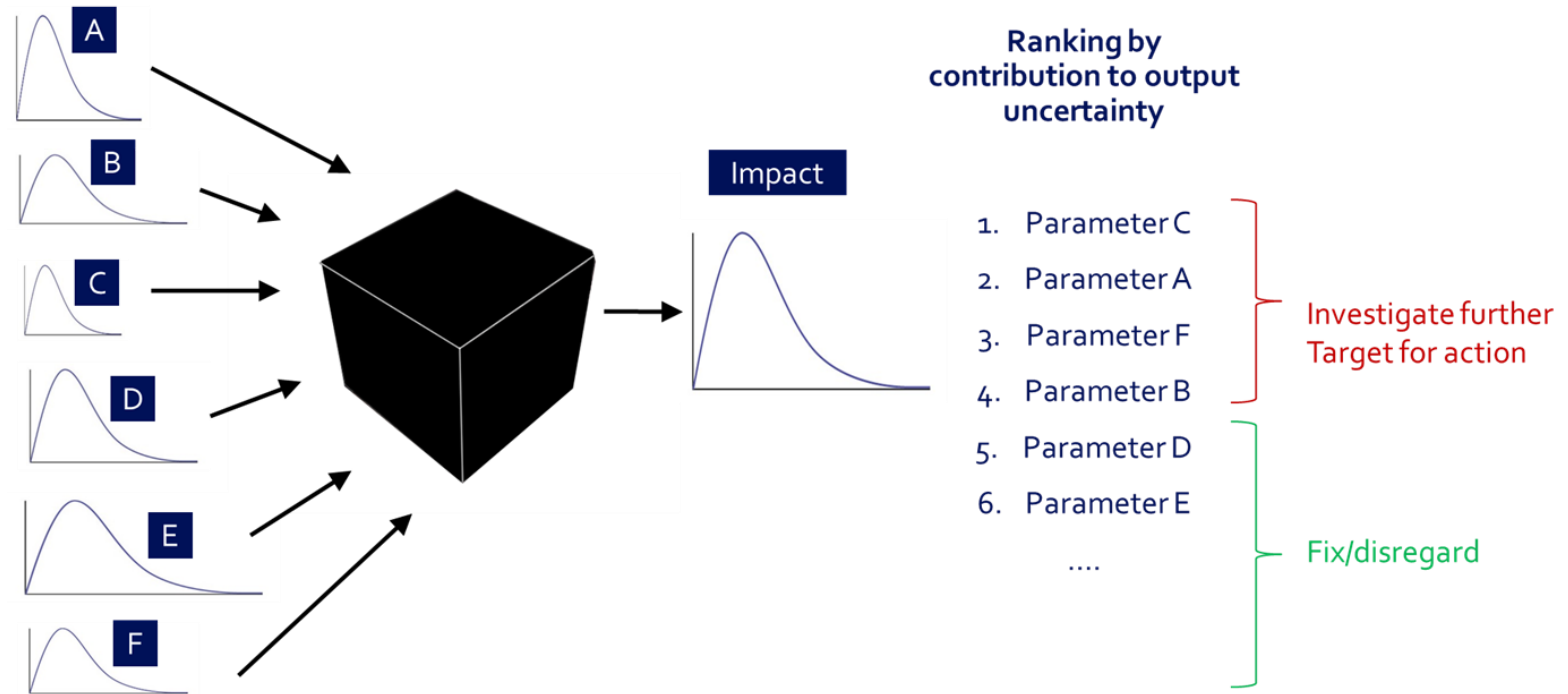 A
B
C
D
E
F
Impact
Ranking by
contribution to output
uncertainty
1. Parameter C
2. Parameter A
3. Parameter F
4. Parameter B
5. Parameter D
6. Parameter E
....
Investigate further
Target for action
Fix/disregard